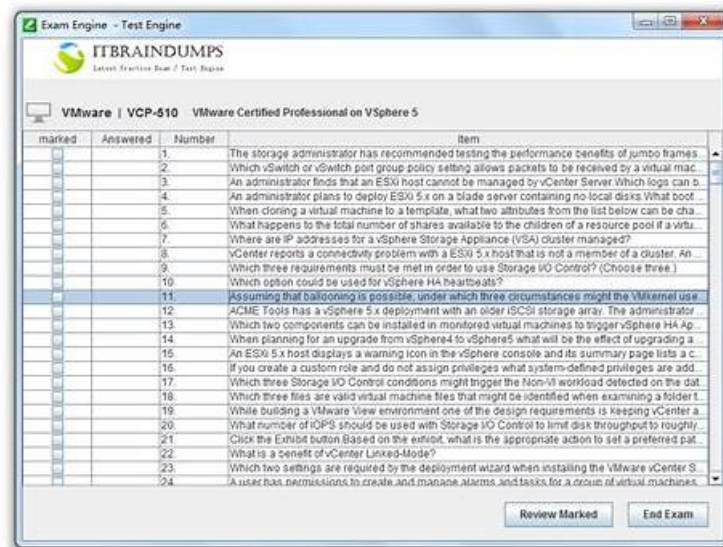 Exam Engine - Test Engine
ITBRAINDUMPS
Latest Practice Exam / Test Engine
VMware | VCP-510 VMware Certified Professional on VSphere 5
marked Answered Number Item
1. The storage administrator has recommended testing the performance benefits of jumbo frames...
2. Which vSwitch or vSwitch port group policy setting allows packets to be received by a virtual mac...
3. An administrator finds that an ESXi host cannot be managed by vCenter Server.Which logs can b...
4. An administrator plans to deploy ESXi 5.x on a blade server containing no local disks.What boot ...
5. When cloning a virtual machine to a template, what two attributes from the list below can be cha...
6. What happens to the total number of shares available to the children of a resource pool if a virtu...
7. Where are IP addresses for a vSphere Storage Appliance (VSA) cluster managed?
8. vCenter reports a connectivity problem with a ESXi 5.x host that is not a member of a cluster. An ...
9. Which three requirements must be met in order to use Storage I/O Control? (Choose three.)
10. Which option could be used for vSphere HA heartbeats?
11. Assuming that ballooning is possible, under which three circumstances might the VMkernel use...
12. ACME Tools has a vSphere 5.x deployment with an older iSCSI storage array. The administrator ...
13. Which two components can be installed in monitored virtual machines to trigger vSphere HA Ap...
14. When planning for an upgrade from vSphere4 to vSphere5 what will be the effect of upgrading a...
15. An ESXi 5.x host displays a warning icon in the vSphere console and its summary page lists a c...
16. If you create a custom role and do not assign privileges what system-defined privileges are add...
17. Which three Storage I/O Control conditions might trigger the Non-VI workload detected on the dat...
18. Which three files are valid virtual machine files that might be identified when examining a folder t...
19. While building a VMware View environment one of the design requirements is keeping vCenter a...
20. What number of IOPS should be used with Storage I/O Control to limit disk throughput to roughly...
21. Click the Exhibit button.Based on the exhibit, what is the appropriate action to set a preferred pat...
22. What is a benefit of vCenter Linked-Mode?
23. Which two settings are required by the deployment wizard when installing the VMware vCenter S...
24. A user has permissions to create and manage alarms and tasks for a group of virtual machines...
Review Marked End Exam